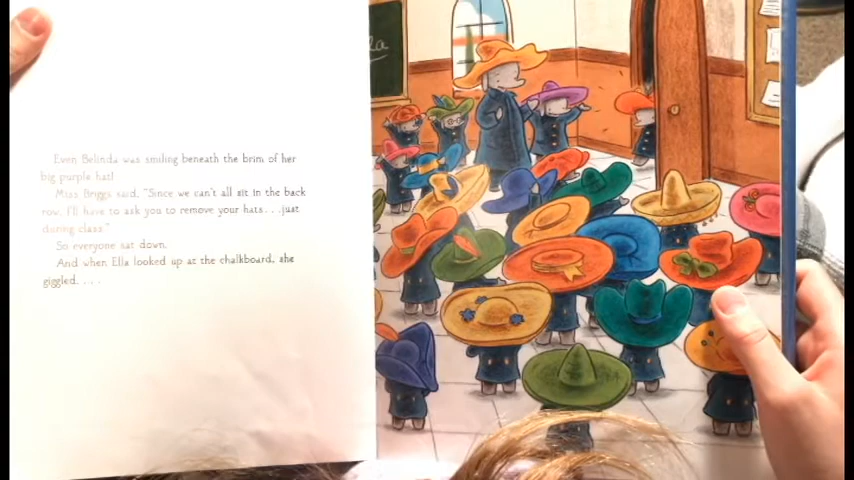 Even Belinda was smiling beneath the brim of her
big purple hat!
Miss Briggs said, "Since we can't all sit in the back
row, I'll have to ask you to remove your hats. . .just
during class."
So everyone sat down.
And when Ella looked up at the chalkboard, she
giggled. . . .
la